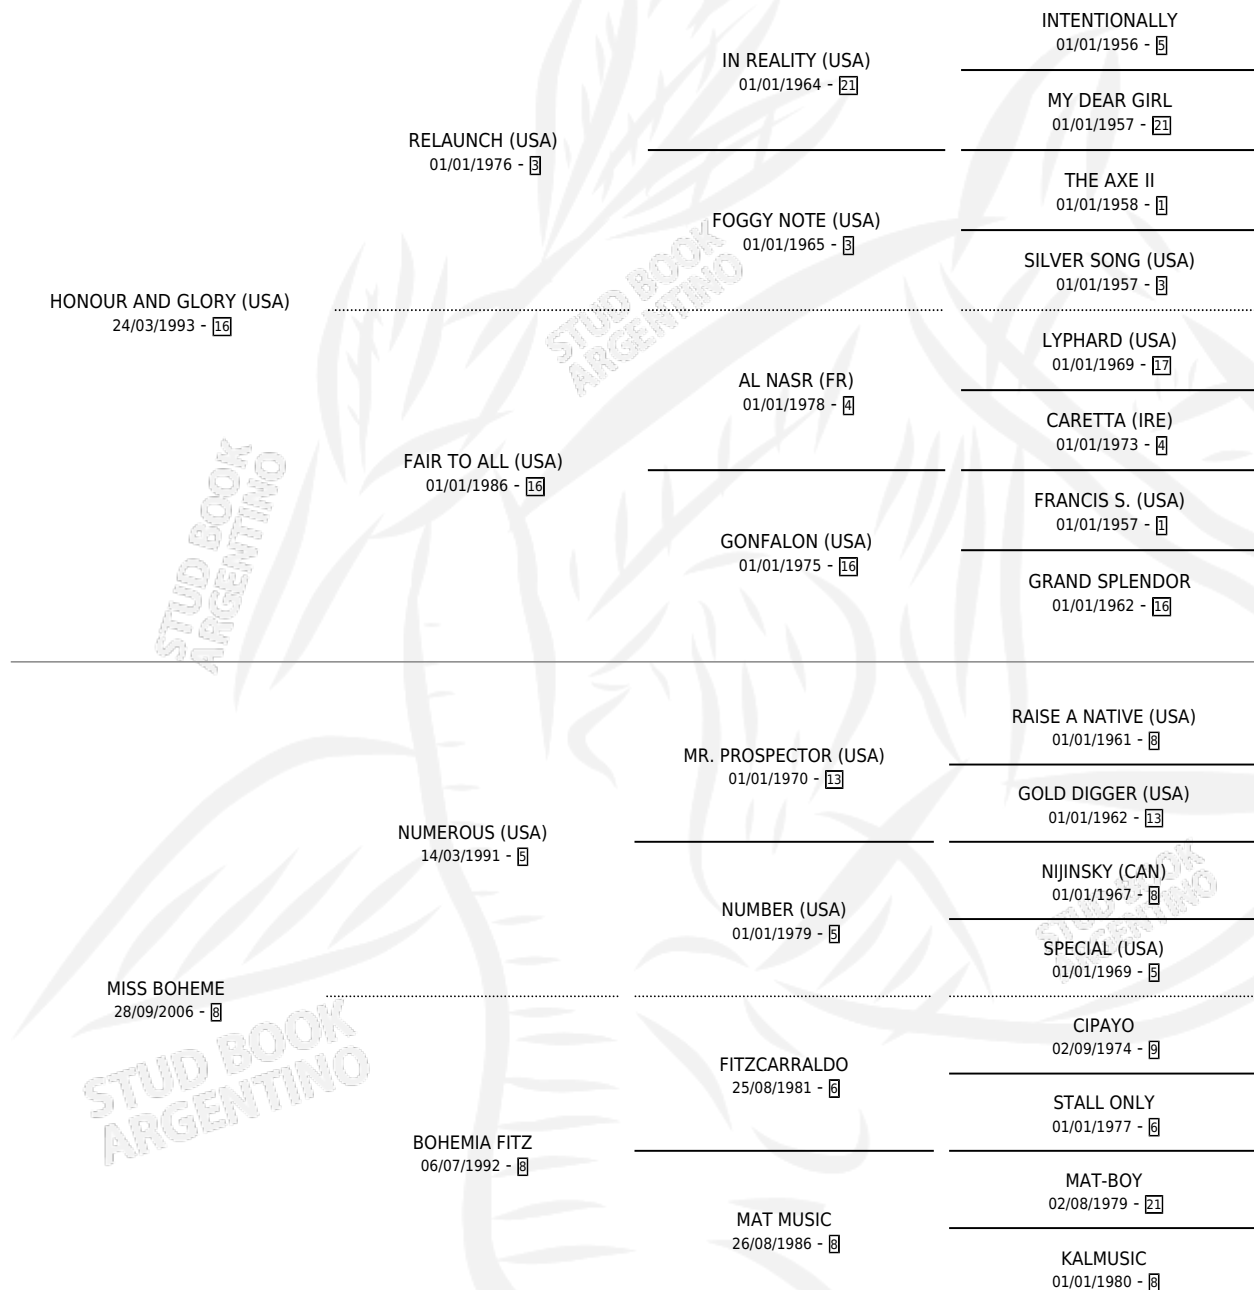 INTENTIONALLY
01/01/1956 - 5
IN REALITY (USA)
01/01/1964 - 21
MY DEAR GIRL
01/01/1957 - 21
RELAUNCH (USA)
01/01/1976 - 3
THE AXE II
01/01/1958 - 1
FOGGY NOTE (USA)
01/01/1965 - 3
SILVER SONG (USA)
01/01/1957 - 3
HONOUR AND GLORY (USA)
24/03/1993 - 16
LYPHARD (USA)
01/01/1969 - 17
AL NASR (FR)
01/01/1978 - 4
CARETTA (IRE)
01/01/1973 - 4
FAIR TO ALL (USA)
01/01/1986 - 16
FRANCIS S. (USA)
01/01/1957 - 1
GONFALON (USA)
01/01/1975 - 16
GRAND SPLENDOR
01/01/1962 - 16
RAISE A NATIVE (USA)
01/01/1961 - 8
MR. PROSPECTOR (USA)
01/01/1970 - 13
GOLD DIGGER (USA)
01/01/1962 - 13
NUMEROUS (USA)
14/03/1991 - 5
NIJINSKY (CAN)
01/01/1967 - 8
NUMBER (USA)
01/01/1979 - 5
SPECIAL (USA)
01/01/1969 - 5
MISS BOHEME
28/09/2006 - 8
CIPAYO
02/09/1974 - 9
FITZCARRALDO
25/08/1981 - 6
STALL ONLY
01/01/1977 - 6
BOHEMIA FITZ
06/07/1992 - 8
MAT-BOY
02/08/1979 - 21
MAT MUSIC
26/08/1986 - 8
KALMUSIC
01/01/1980 - 8
STUD BOOK
ARGENTINO
STUD BOOK
ARGENTINO
STUD BOOK
ARGENTINO
STUD BOOK
ARGENTINO